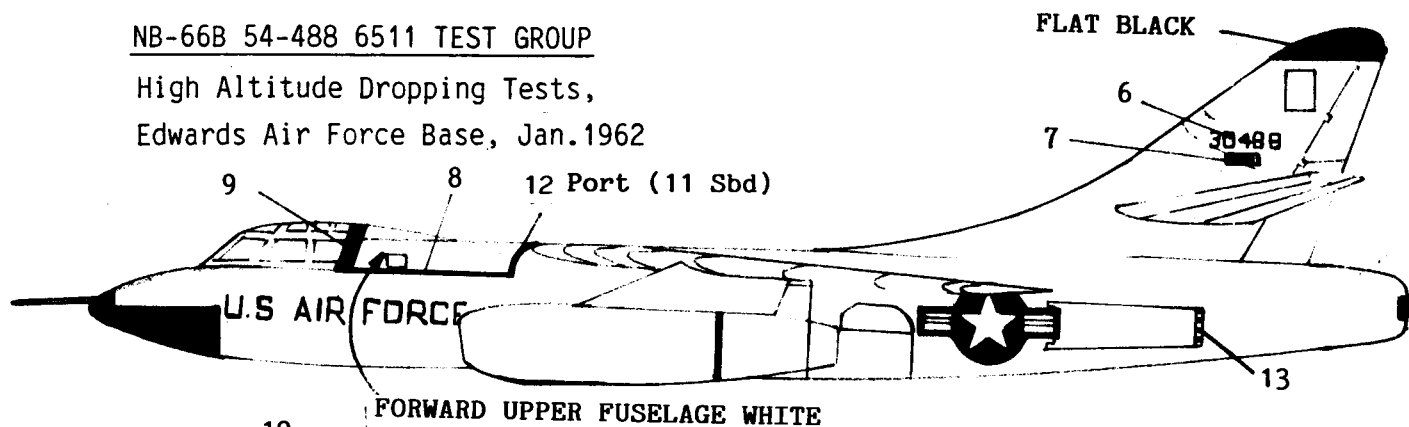 NB-66B 54-488 6511 TEST GROUP
High Altitude Dropping Tests,
Edwards Air Force Base, Jan.1962
FLAT BLACK
6
7
30488
9
8
12 Port (11 Sbd)
U.S AIR FORCE
13
FORWARD UPPER FUSELAGE WHITE